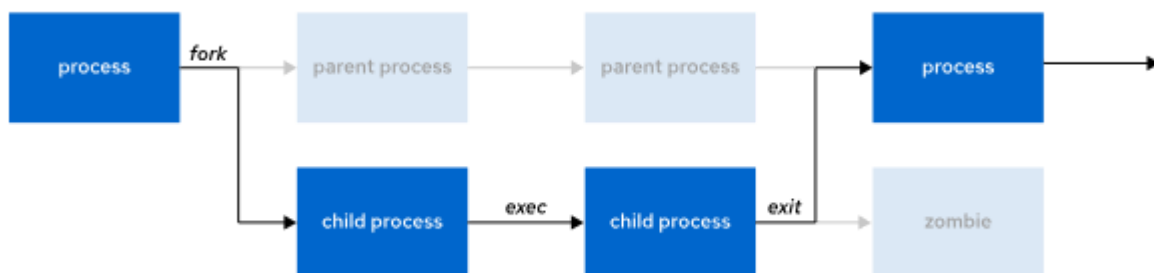 process
fork
parent process
parent process
process
child process
exec
child process
exit
zombie